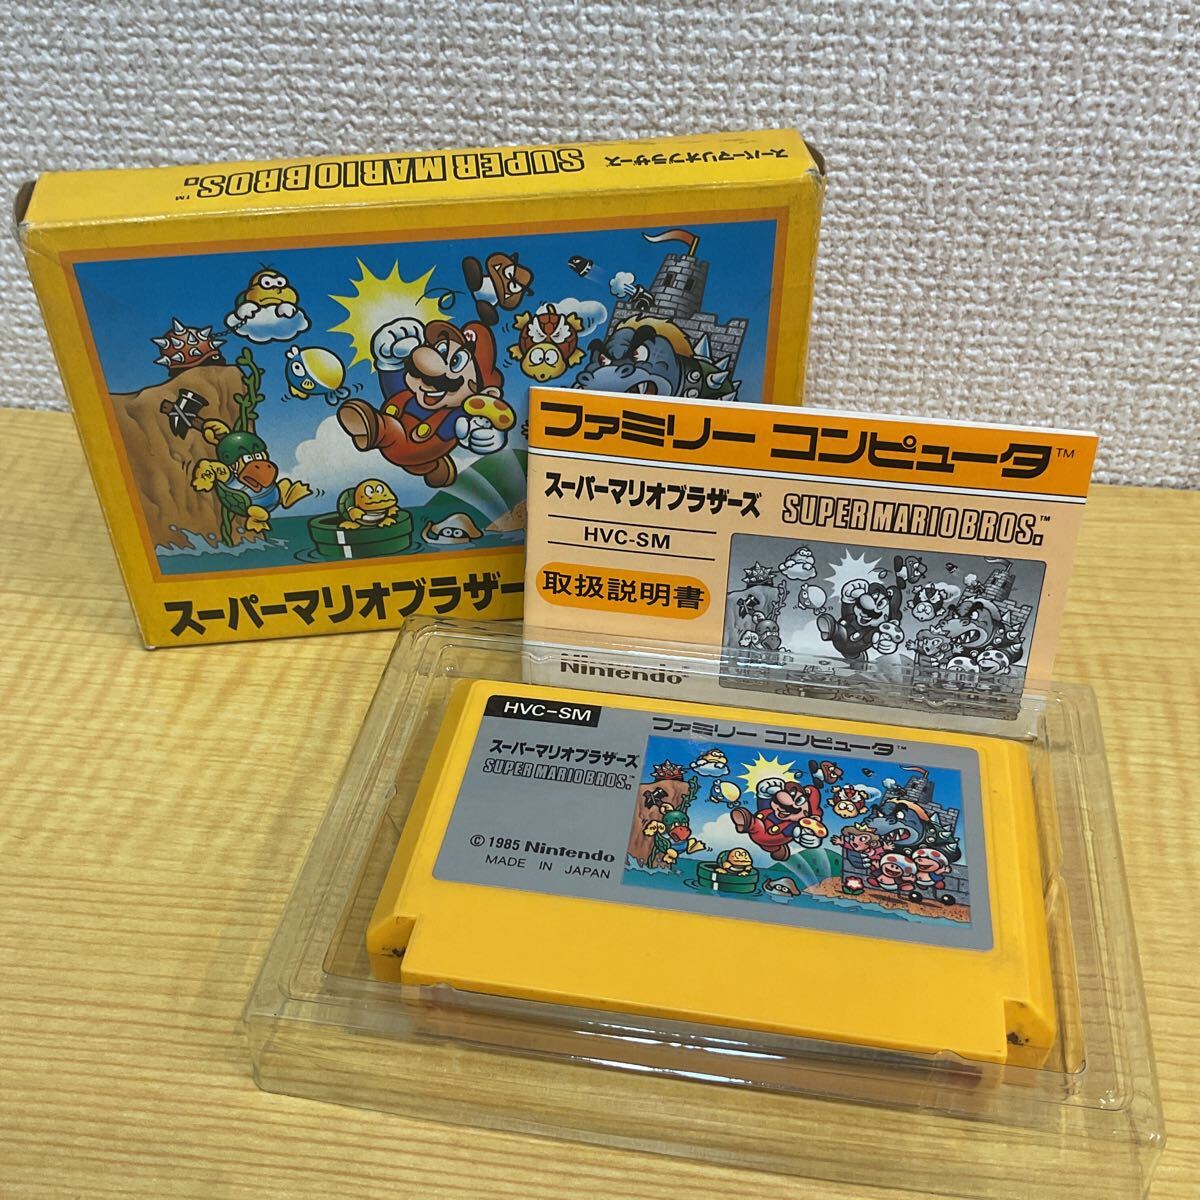 スーパーマリオブラザーズ
SUPER MARIO BROS.™
スーパーマリオブラザー
ファミリー コンピュータ™
スーパーマリオブラザーズ SUPER MARIO BROS.™
HVC-SM
取扱説明書
Nintendo
HVC-SM
ファミリー コンピュータ™
スーパーマリオブラザーズ
SUPER MARIO BROS.™
© 1985 Nintendo
MADE IN JAPAN